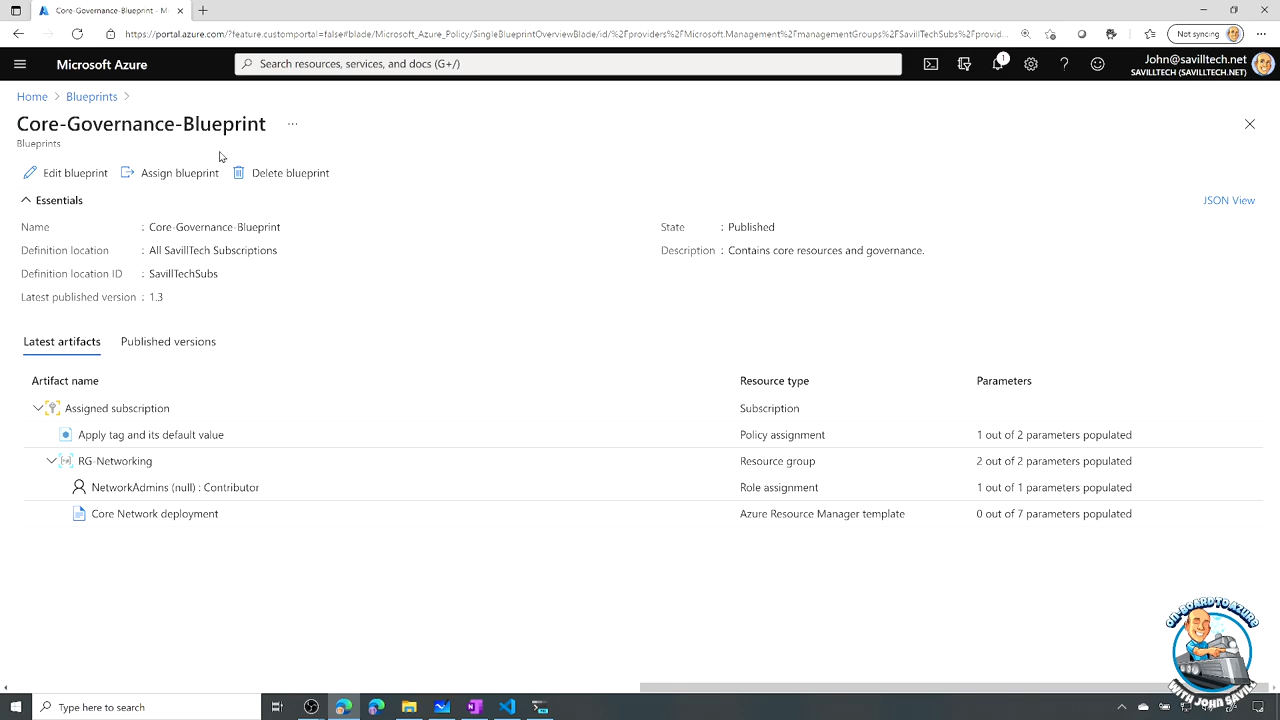 Core-Governance-Blueprint - Mi
https://portal.azure.com/?feature.customportal=false#blade/Microsoft_Azure_Policy/SingleBlueprintOverviewBlade/id/%2Fproviders%2FMicrosoft.Management%2FmanagementGroups%2FSavillTechSubs%2Fprovid...
Not syncing
Microsoft Azure
Search resources, services, and docs (G+/)
1
John@savilltech.net
SAVILLTECH (SAVILLTECH.NET)
Home > Blueprints >
Core-Governance-Blueprint ...
Blueprints
Edit blueprint Assign blueprint Delete blueprint
Essentials JSON View
Name : Core-Governance-Blueprint State : Published
Definition location : All SavillTech Subscriptions Description : Contains core resources and governance.
Definition location ID : SavillTechSubs
Latest published version : 1.3
Latest artifacts Published versions
Artifact name Resource type Parameters
Assigned subscription Subscription
Apply tag and its default value Policy assignment 1 out of 2 parameters populated
RG-Networking Resource group 2 out of 2 parameters populated
NetworkAdmins (null) : Contributor Role assignment 1 out of 1 parameters populated
Core Network deployment Azure Resource Manager template 0 out of 7 parameters populated
ON-BOARD TO AZURE
WITH JOHN SAVILL
Type here to search